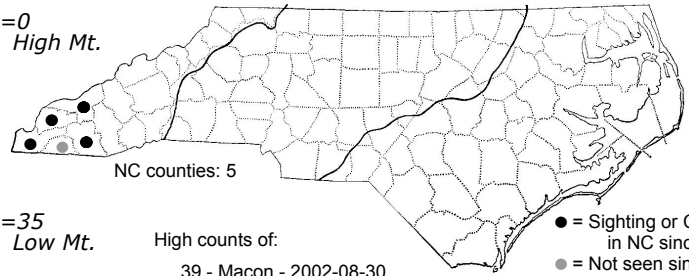 =0
High Mt.
NC counties: 5
=35
Low Mt.
High counts of:
39 - Macon - 2002-08-30
● = Sighting or
in NC sinc
● = Not seen sin